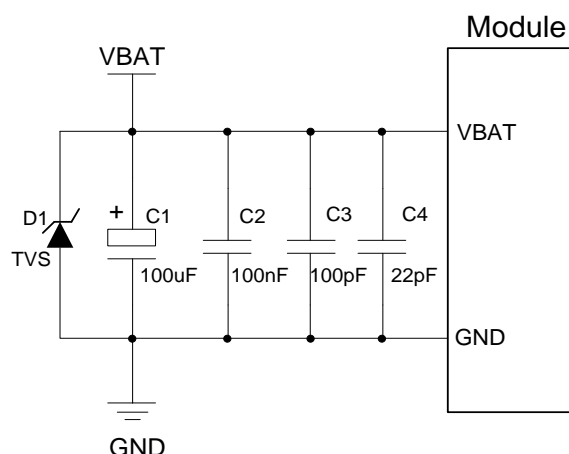 Module
VBAT
VBAT
D1
+
C1
C2
C3
C4
TVS
100uF
100nF
100pF
22pF
GND
GND